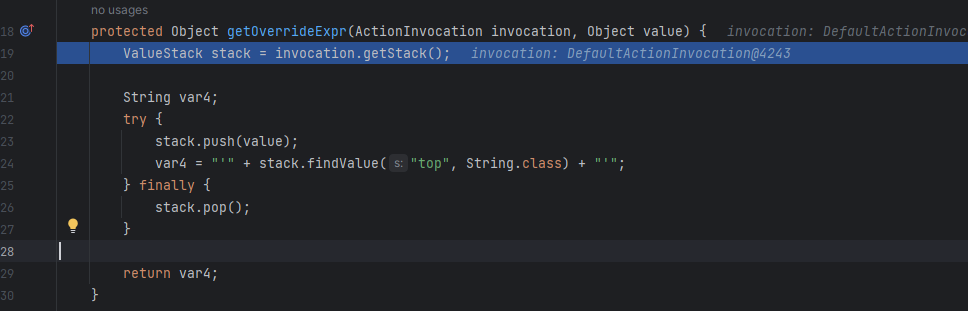 no usages
18 protected Object getOverrideExpr(ActionInvocation invocation, Object value) { invocation: DefaultActionInvoc
19 ValueStack stack = invocation.getStack(); invocation: DefaultActionInvocation@4243
20
21 String var4;
22 try {
23 stack.push(value);
24 var4 = "'" + stack.findValue( s: "top", String.class) + "'";
25 } finally {
26 stack.pop();
27 }
28
29 return var4;
30 }